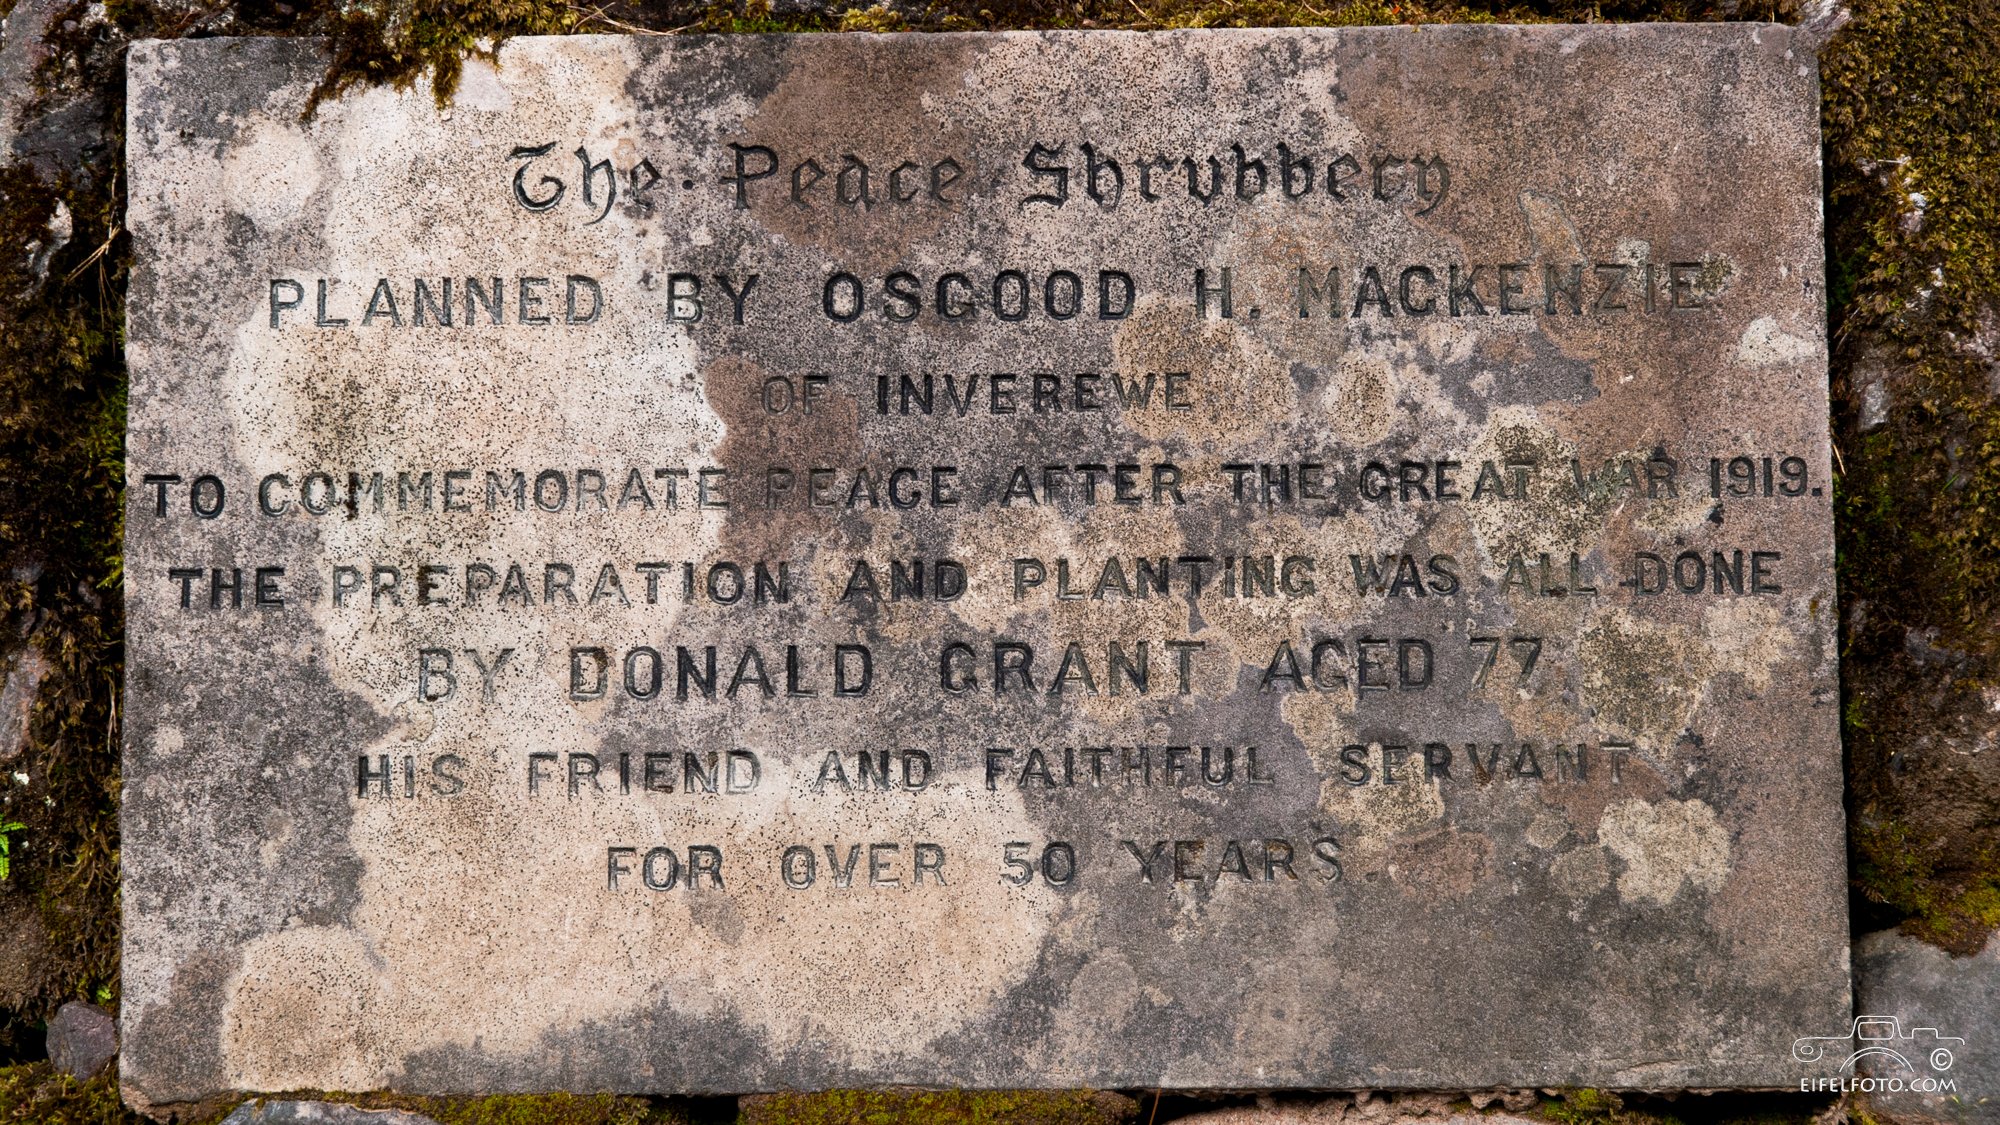 The Peace Shrubbery
PLANNED BY OSGOOD H. MACKENZIE
OF INVEREWE
TO COMMEMORATE PEACE AFTER THE GREAT WAR 1919.
THE PREPARATION AND PLANTING WAS ALL DONE
BY DONALD GRANT AGED 77
HIS FRIEND AND FAITHFUL SERVANT
FOR OVER 50 YEARS.
©
EIFELFOTO.COM